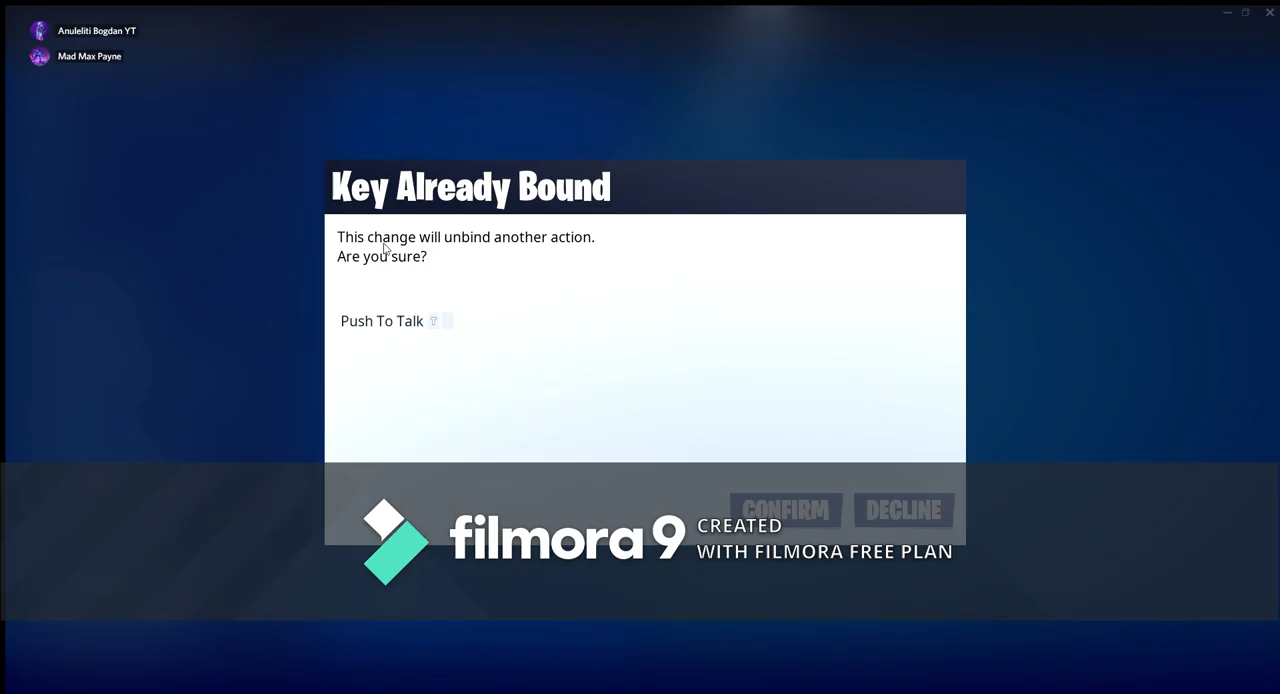 Anuleliti Bogdan YT
Mad Max Payne
Key Already Bound
This change will unbind another action.
Are you sure?
Push To Talk T
CONFIRM DECLINE
filmora 9 CREATED
WITH FILMORA FREE PLAN